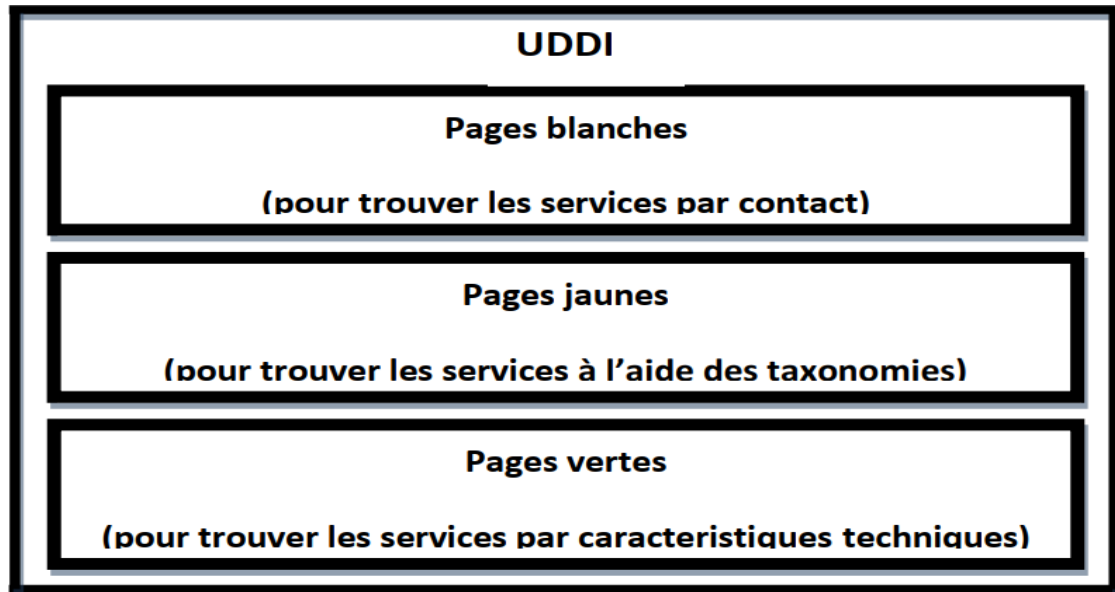 UDDI
Pages blanches
(pour trouver les services par contact)
Pages jaunes
(pour trouver les services à l’aide des taxonomies)
Pages vertes
(pour trouver les services par caracteristiques techniques)